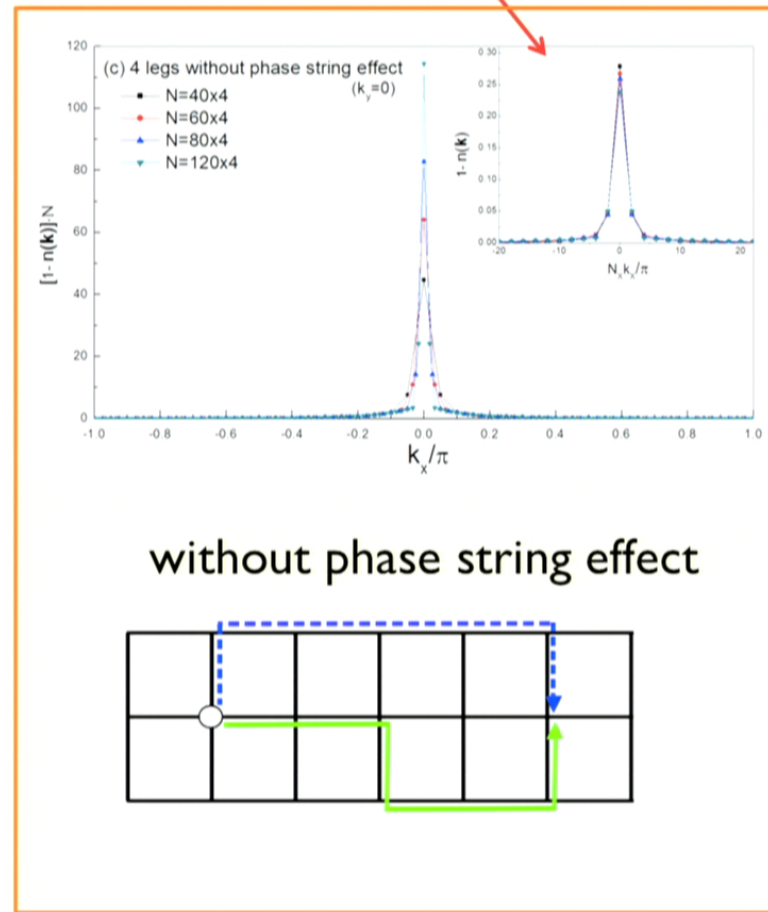 (c) 4 legs without phase string effect
(k_y=0)
N=40x4
N=60x4
N=80x4
N=120x4
[1- n(k)]·N
120
100
80
60
40
20
0
-1.0 -0.8 -0.6 -0.4 -0.2 0.0 0.2 0.4 0.6 0.8 1.0
k_x/π
1- n(k)
0.30
0.25
0.20
0.15
0.10
0.05
0.00
-20 -10 0 10 20
N_xk_x/π
without phase string effect